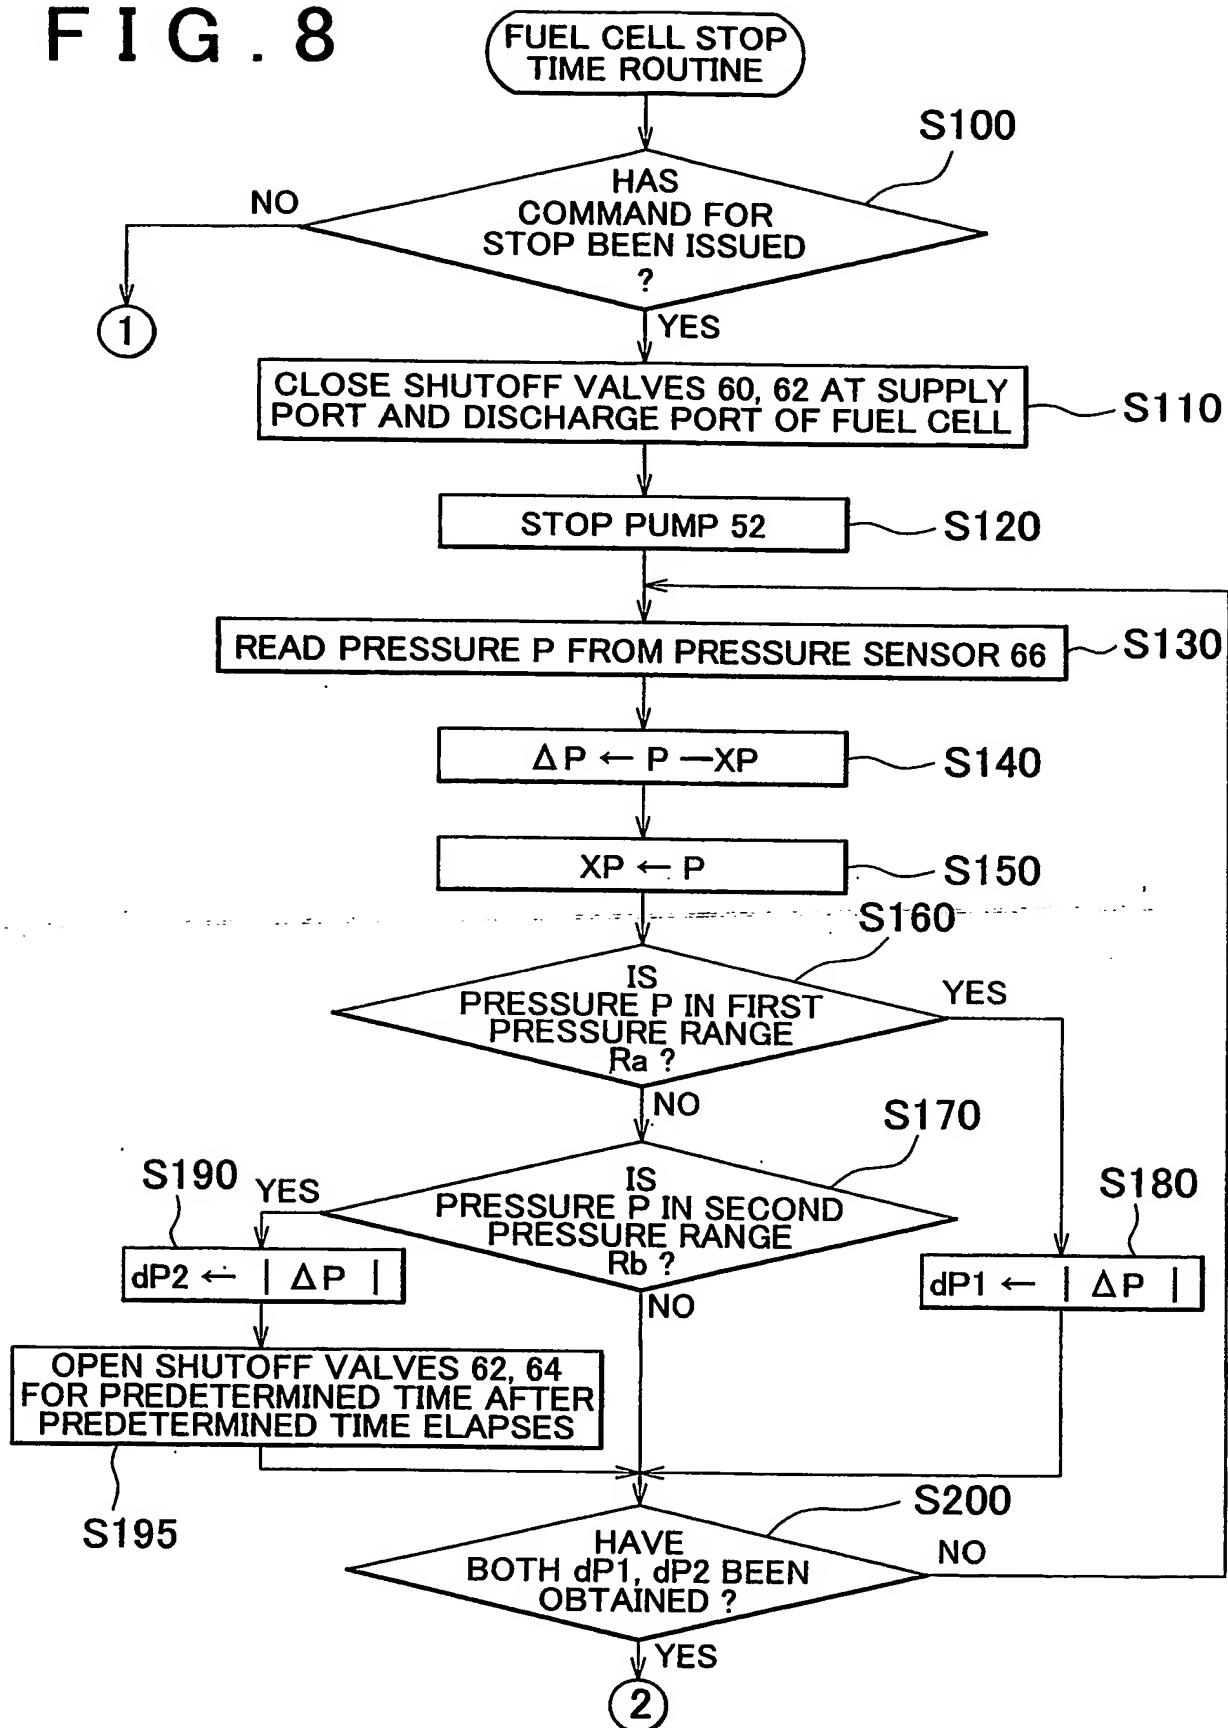 FIG. 8
FUEL CELL STOP
TIME ROUTINE
S100
HAS
COMMAND FOR
STOP BEEN ISSUED
?
NO
1
YES
CLOSE SHUTOFF VALVES 60, 62 AT SUPPLY
PORT AND DISCHARGE PORT OF FUEL CELL
S110
STOP PUMP 52
S120
READ PRESSURE P FROM PRESSURE SENSOR 66
S130
ΔP ← P —XP
S140
XP ← P
S150
S160
IS
PRESSURE P IN FIRST
PRESSURE RANGE
Ra ?
YES
NO
S170
IS
PRESSURE P IN SECOND
PRESSURE RANGE
Rb ?
S190
YES
S180
dP2 ← | ΔP |
NO
dP1 ← | ΔP |
OPEN SHUTOFF VALVES 62, 64
FOR PREDETERMINED TIME AFTER
PREDETERMINED TIME ELAPSES
S195
S200
HAVE
BOTH dP1, dP2 BEEN
OBTAINED ?
NO
YES
2